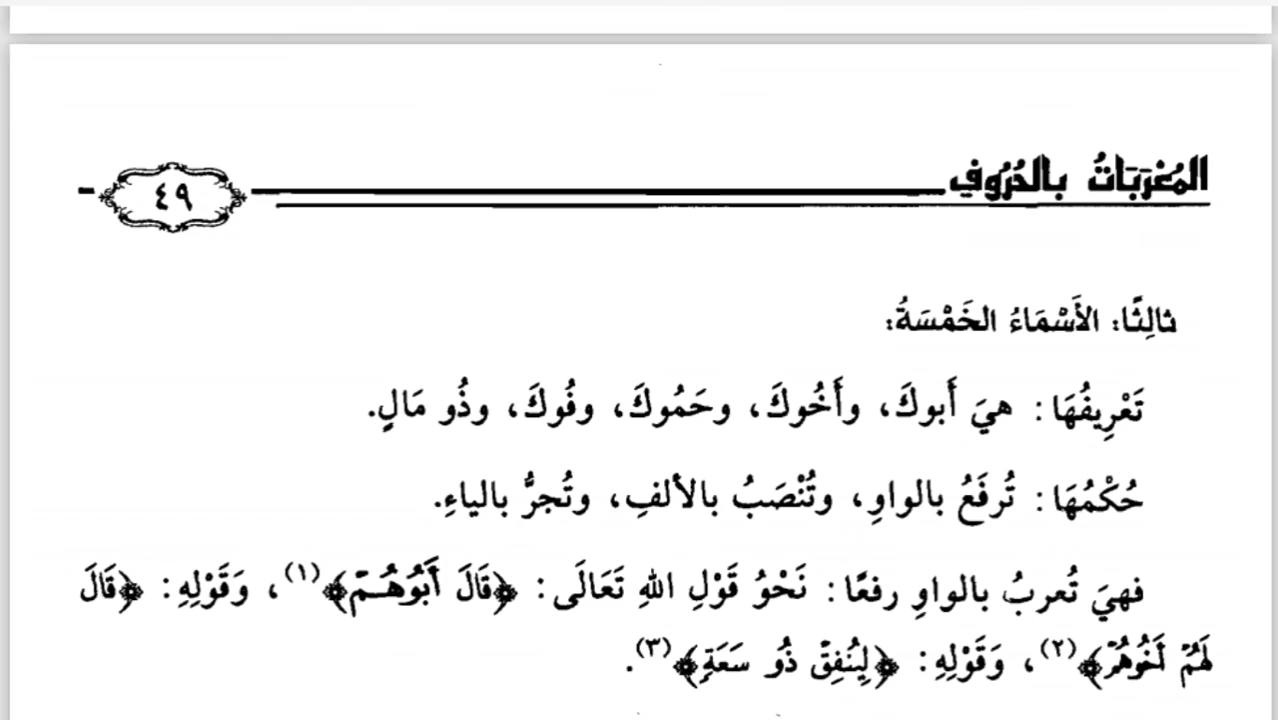 المُعْرَبَاتُ بالحُرُوفِ
٤٩
ثالِثًا: الأَسْمَاءُ الخَمْسَةُ:
تَعْرِيفُهَا: هيَ أَبوكَ، وأَخُوكَ، وحَمُوكَ، وفُوكَ، وذُو مَالٍ.
حُكْمُهَا: تُرفَعُ بالواوِ، وتُنْصَبُ بالألفِ، وتُجرُّ بالياءِ.
فهيَ تُعربُ بالواوِ رفعًا: نَحْوُ قَوْلِ اللهِ تَعَالَى: ﴿قَالَ أَبُوهُمْ﴾(١)، وَقَوْلِهِ: ﴿قَالَ
لَهُمْ أَخُوهُمْ﴾(٢)، وَقَوْلِهِ: ﴿لِيُنفِقْ ذُو سَعَةٍ﴾(٣).